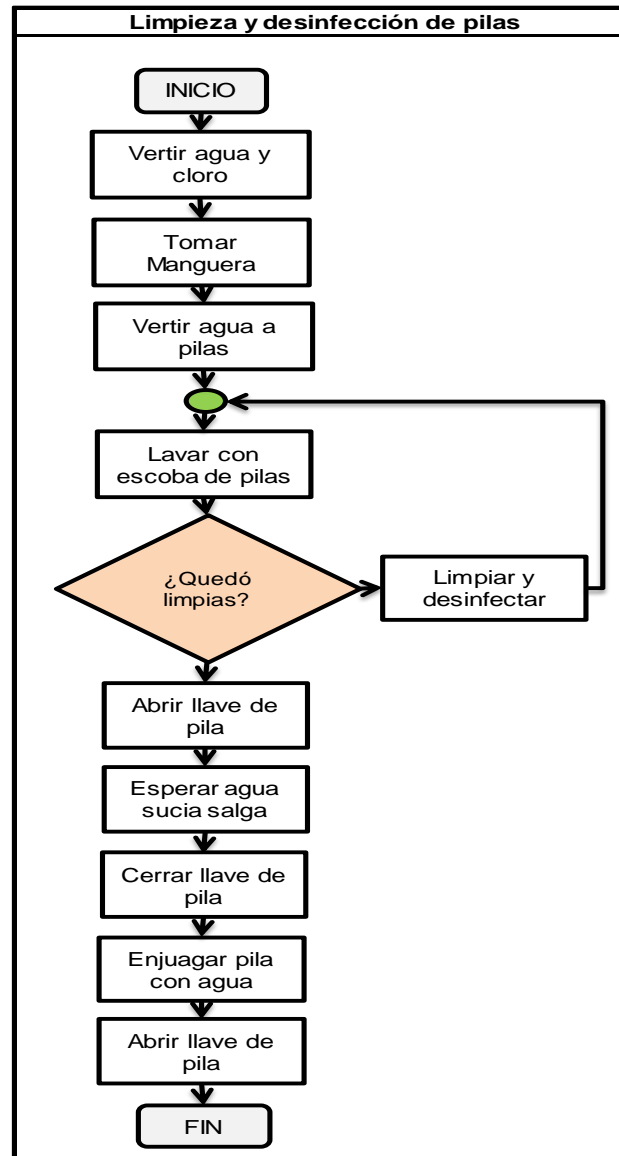 Limpieza y desinfección de pilas
INICIO
Vertir agua y
cloro
Tomar
Manguera
Vertir agua a
pilas
Lavar con
escoba de pilas
¿Quedó
limpias?
Limpiar y
desinfectar
Abrir llave de
pila
Esperar agua
sucia salga
Cerrar llave de
pila
Enjuagar pila
con agua
Abrir llave de
pila
FIN